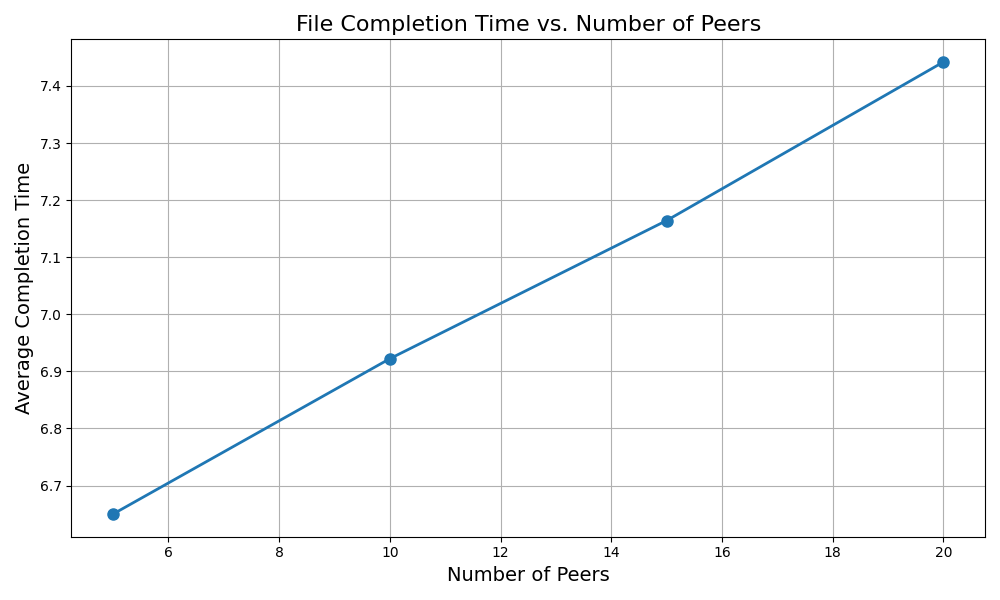 File Completion Time vs. Number of Peers
Average Completion Time
7.4
7.3
7.2
7.1
7.0
6.9
6.8
6.7
6 8 10 12 14 16 18 20
Number of Peers